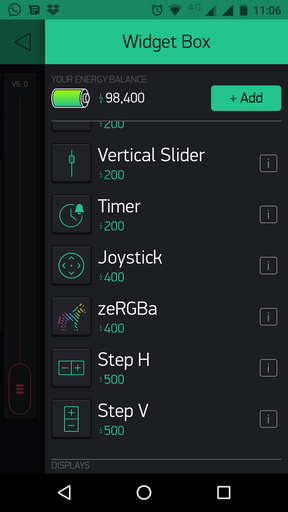 4G 11:06
Widget Box
V6: 0
YOUR ENERGY BALANCE
98,400
+ Add
200
Vertical Slider
200
Timer
200
Joystick
400
zeRGBa
400
Step H
500
Step V
500
DISPLAYS